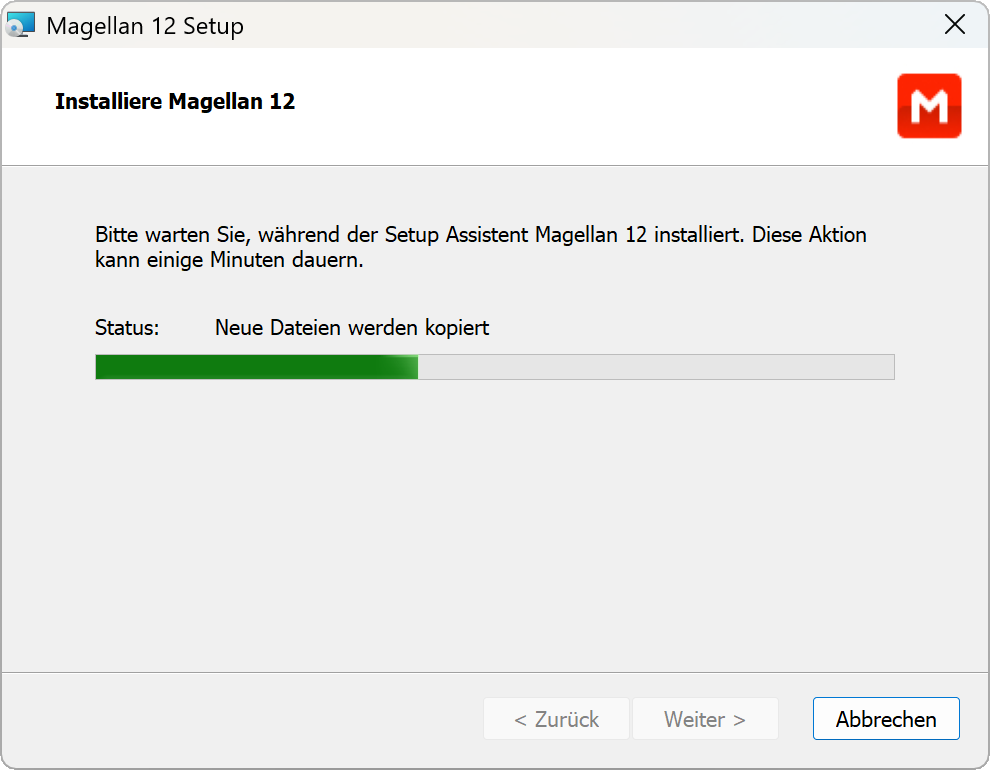 Magellan 12 Setup
Installiere Magellan 12
M
Bitte warten Sie, während der Setup Assistent Magellan 12 installiert. Diese Aktion
kann einige Minuten dauern.
Status: Neue Dateien werden kopiert
< Zurück Weiter > Abbrechen